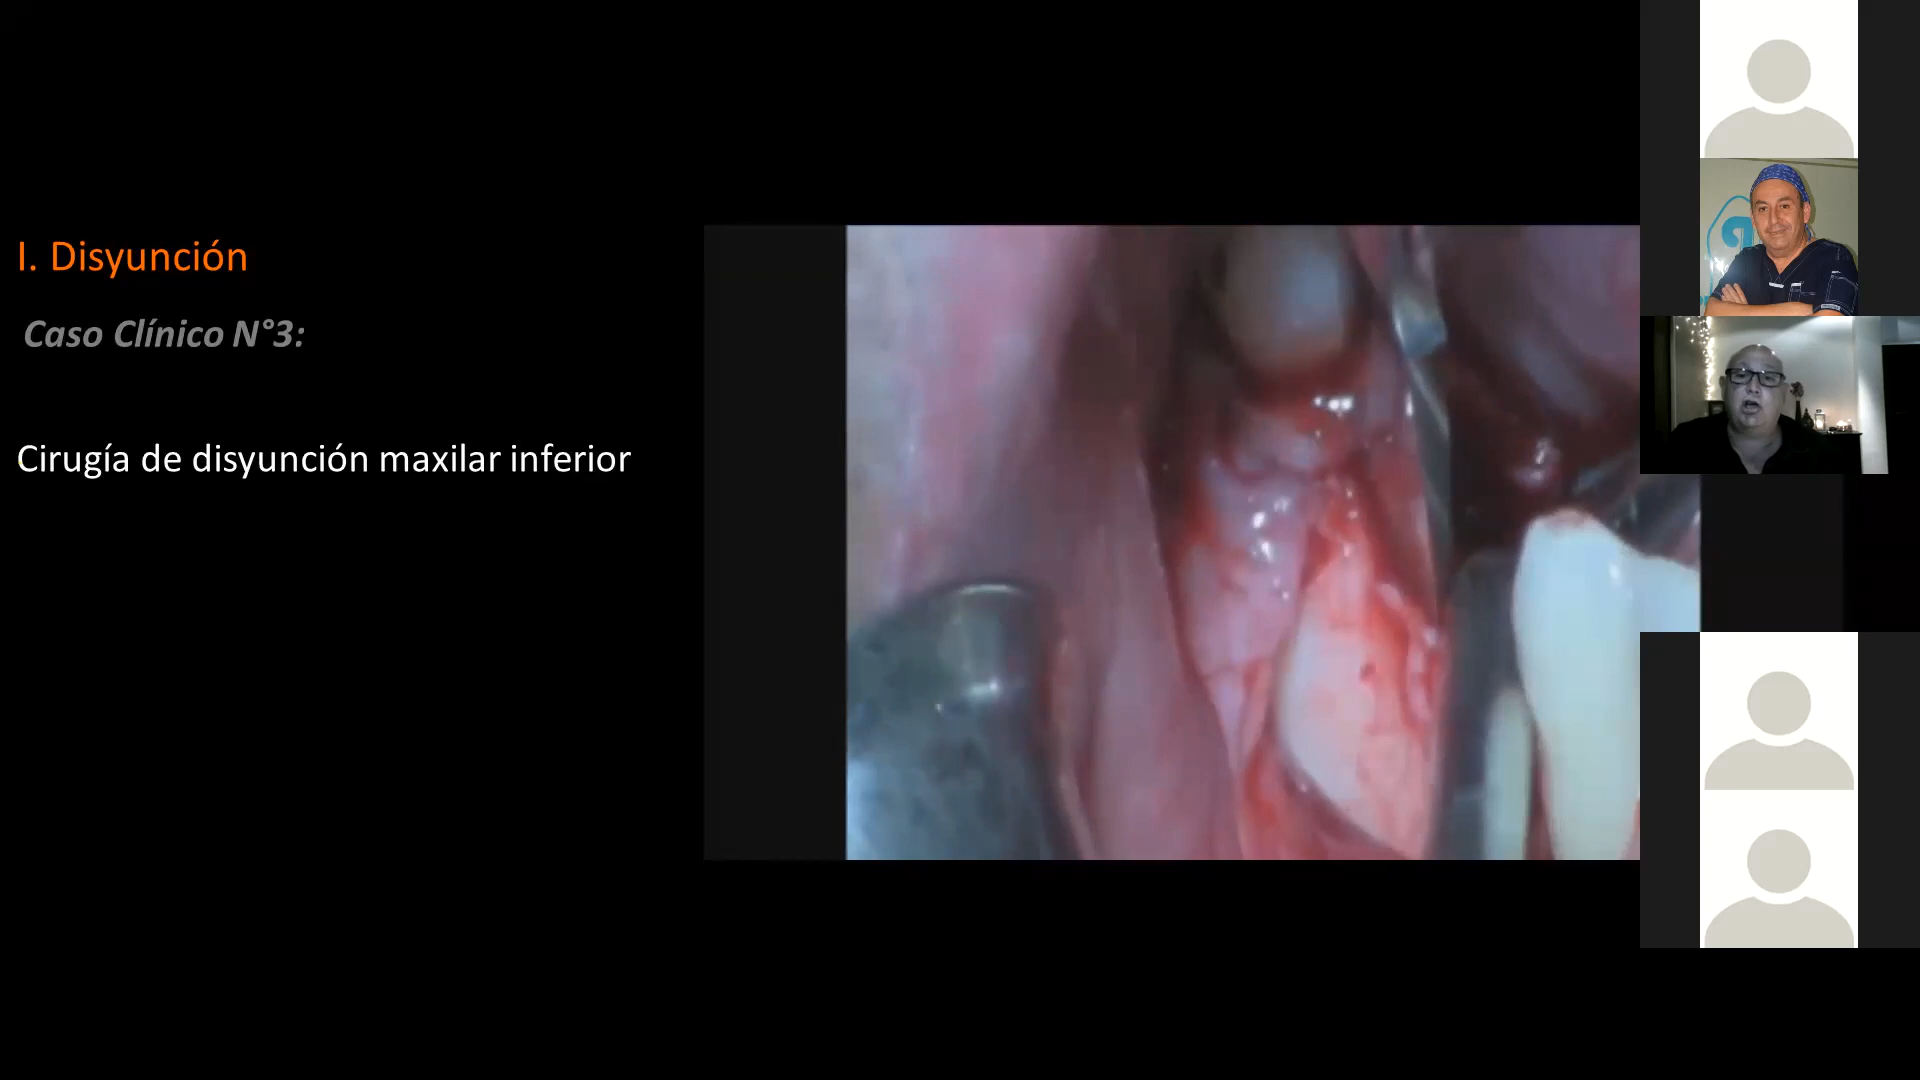 I. Disyunción
Caso Clínico N°3:
Cirugía de disyunción maxilar inferior